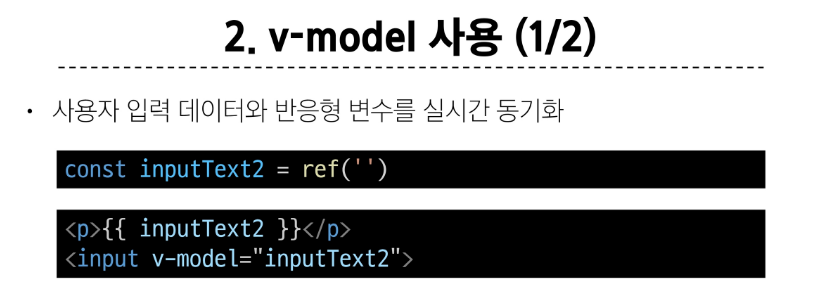 2. v-model 사용 (1/2)
• 사용자 입력 데이터와 반응형 변수를 실시간 동기화
const inputText2 = ref('')
<p>{{ inputText2 }}</p>
<input v-model="inputText2">